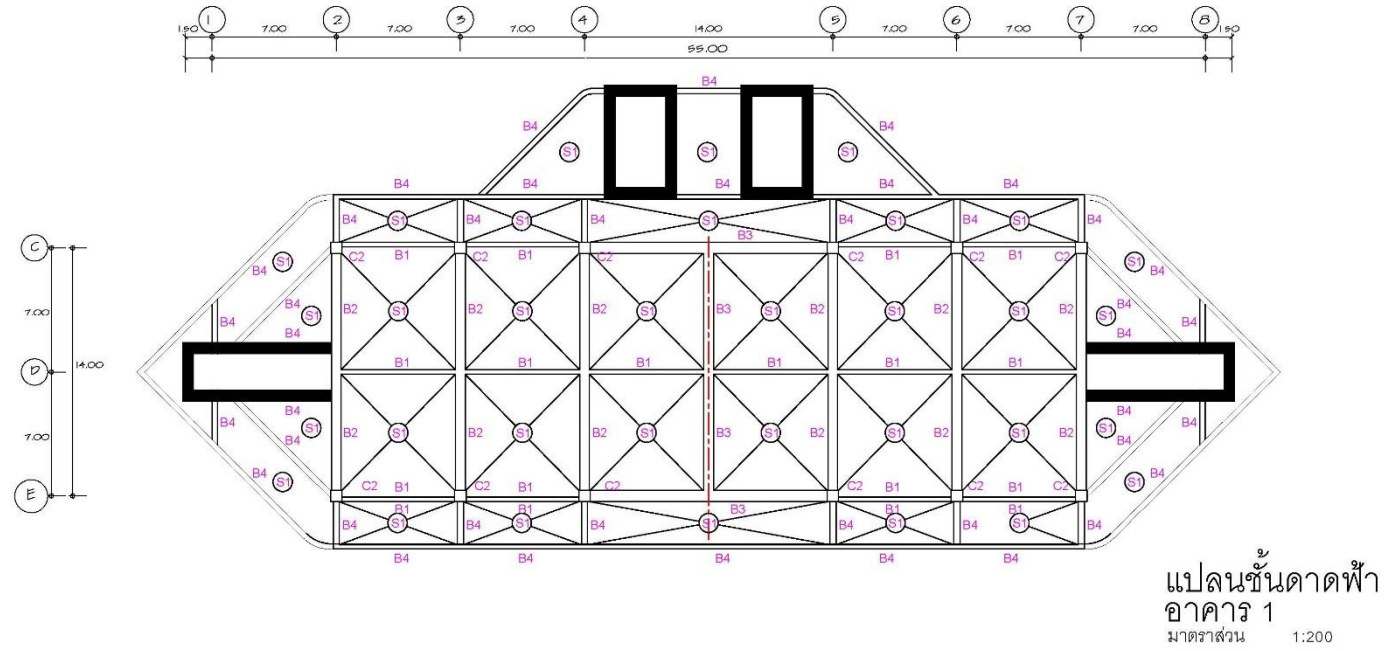 1 2 3 4 5 6 7 8
1.50 7.00 7.00 7.00 14.00 7.00 7.00 7.00 1.50
55.00
B4
B4 B4
S1 S1 S1
B4 B4 B4 B4 B4
B4 S1 B4 S1 B4 S1 B4 S1 B4 S1 B4
B3
C S1 B4 C2 B1 C2 B1 C2 C2 B1 C2 B1 C2 B4 S1
7.00 B4 S1 B2 S1 B2 S1 B2 S1 B3 S1 B2 S1 B2 S1 B2 S1 B4
B4 B4 B4 B4
D 14.00 B1 B1 B1 B1 B1 B1
7.00 B4 S1 B4 B2 S1 B2 S1 B2 S1 B3 S1 B2 S1 B2 S1 B2 S1 B4 B4
B4 S1 B4 S1
E C2 B1 C2 B1 C2 C2 B1 C2 B1 C2
B1 B1 B3 B1 B1
B4 S1 B4 S1 B4 S1 B4 S1 B4 S1 B4
B4 B4 B4 B4 B4
แปลนชั้นดาดฟ้า
อาคาร 1
มาตราส่วน 1:200